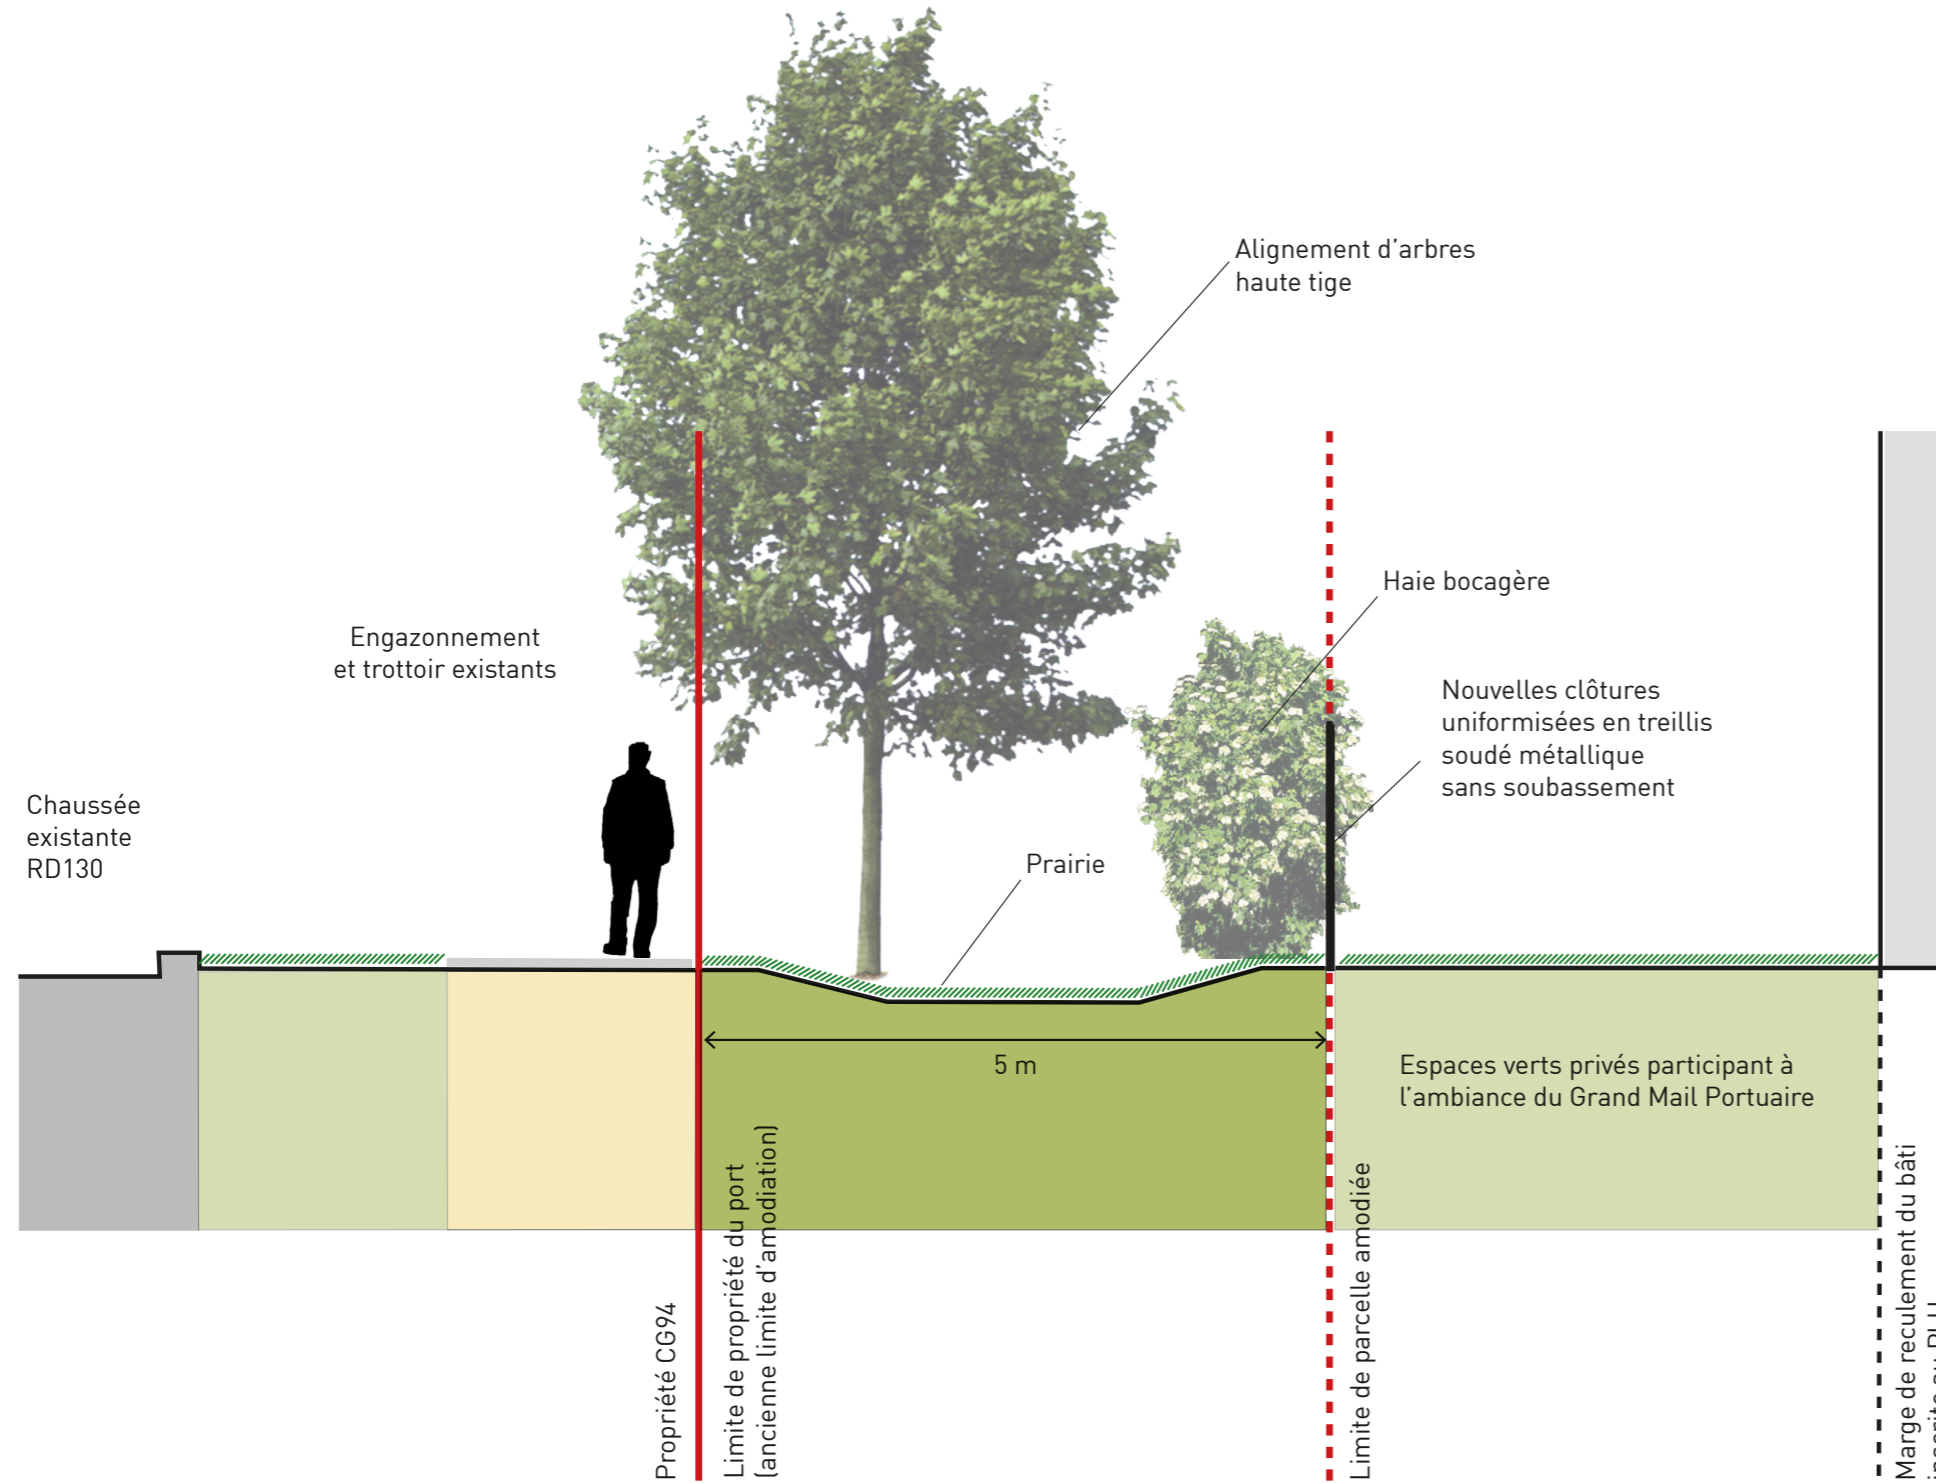 Alignement d’arbres
haute tige
Haie bocagère
Engazonnement
et trottoir existants
Nouvelles clôtures
uniformisées en treillis
soudé métallique
sans soubassement
Chaussée
existante
RD130
Prairie
5 m
Espaces verts privés participant à
l’ambiance du Grand Mail Portuaire
Propriété CG94
Limite de propriété du port
(ancienne limite d’amodiation)
Limite de parcelle amodiée
Marge de reculement du bâti